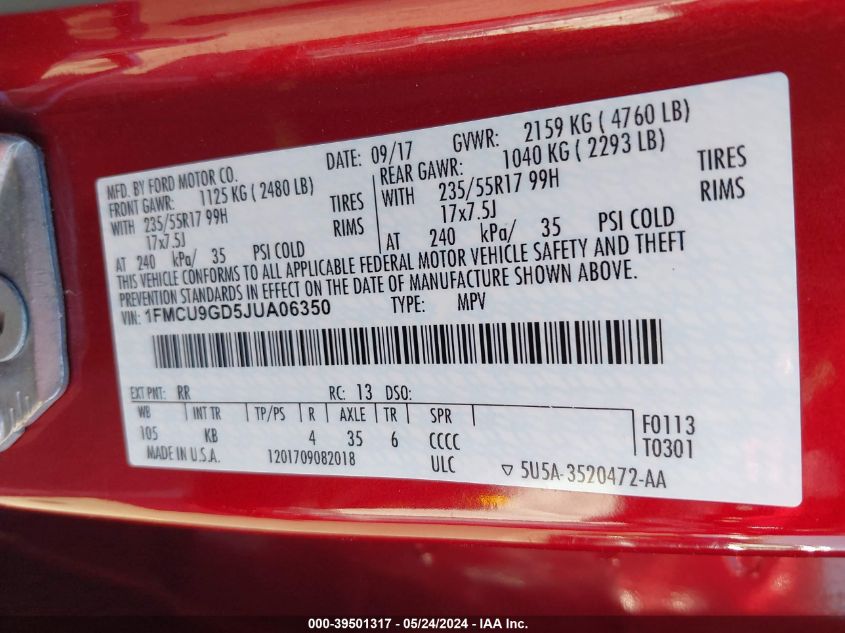 MFD. BY FORD MOTOR CO.
DATE: 09/17
GVWR: 2159 KG ( 4760 LB)
FRONT GAWR: 1125 KG ( 2480 LB)
REAR GAWR: 1040 KG ( 2293 LB)
WITH 235/55R17 99H TIRES
WITH 235/55R17 99H TIRES
17x7.5J RIMS
17x7.5J RIMS
AT 240 kPa/ 35 PSI COLD
AT 240 kPa/ 35 PSI COLD
THIS VEHICLE CONFORMS TO ALL APPLICABLE FEDERAL MOTOR VEHICLE SAFETY AND THEFT
PREVENTION STANDARDS IN EFFECT ON THE DATE OF MANUFACTURE SHOWN ABOVE.
VIN: 1FMCU9GD5JUA06350 TYPE: MPV
EXT PNT: RR RC: 13 DSO:
WB INT TR TP/PS R AXLE TR SPR
105 KB 4 35 6 CCCC
F0113
T0301
MADE IN U.S.A. 1201709082018 ULC 5U5A-3520472-AA
000-39501317 - 05/24/2024 - IAA Inc.